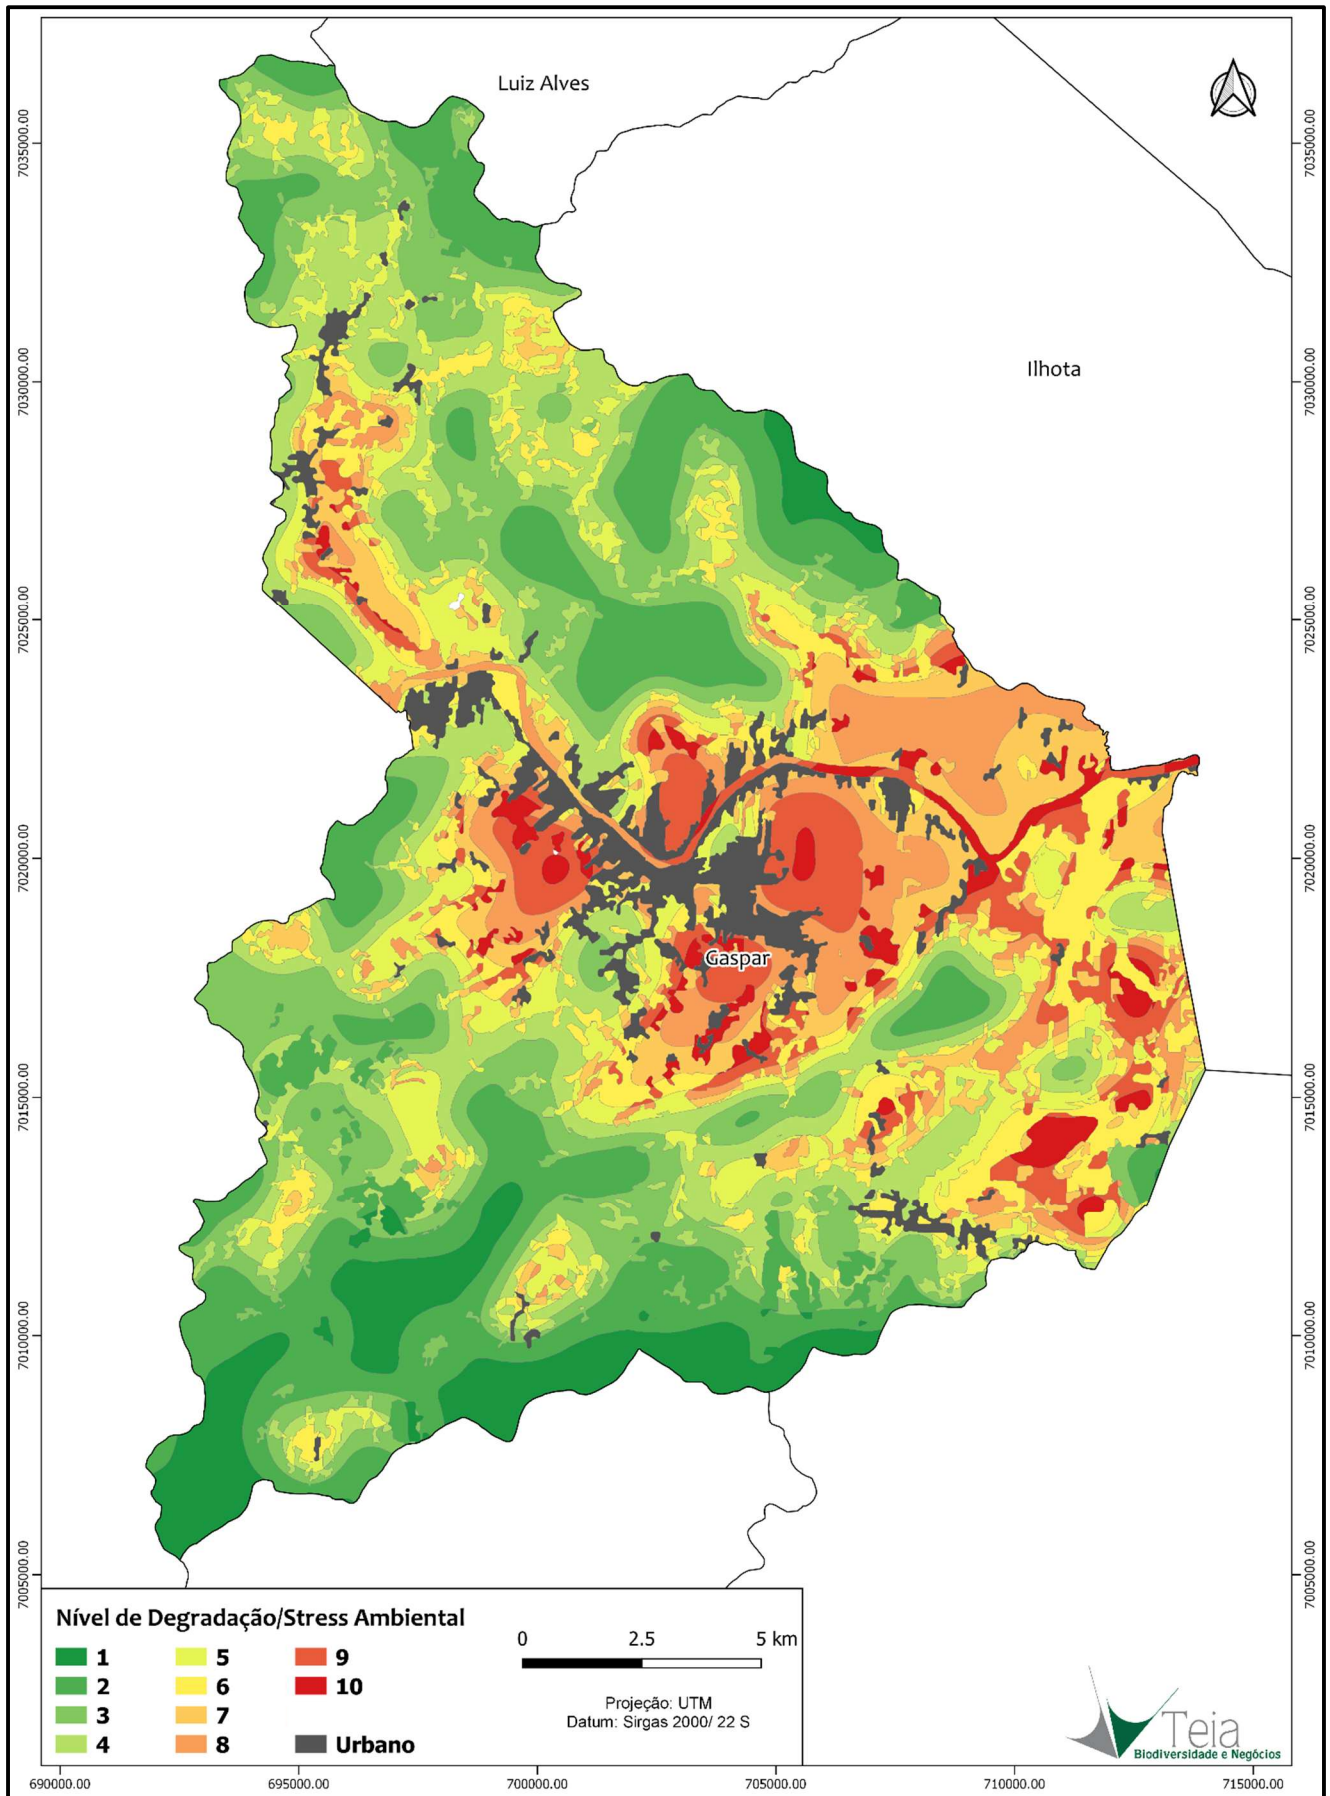 Luiz Alves
Ilhota
Gaspar
7035000.00
7035000.00
7030000.00
7030000.00
7025000.00
7025000.00
7020000.00
7020000.00
7015000.00
7015000.00
7010000.00
7010000.00
7005000.00
7005000.00
Nível de Degradação/Stress Ambiental
1
2
3
4
5
6
7
8
9
10
Urbano
0 2.5 5 km
Projeção: UTM
Datum: Sirgas 2000/ 22 S
Teia
Biodiversidade e Negócios
690000.00 695000.00 700000.00 705000.00 710000.00 715000.00